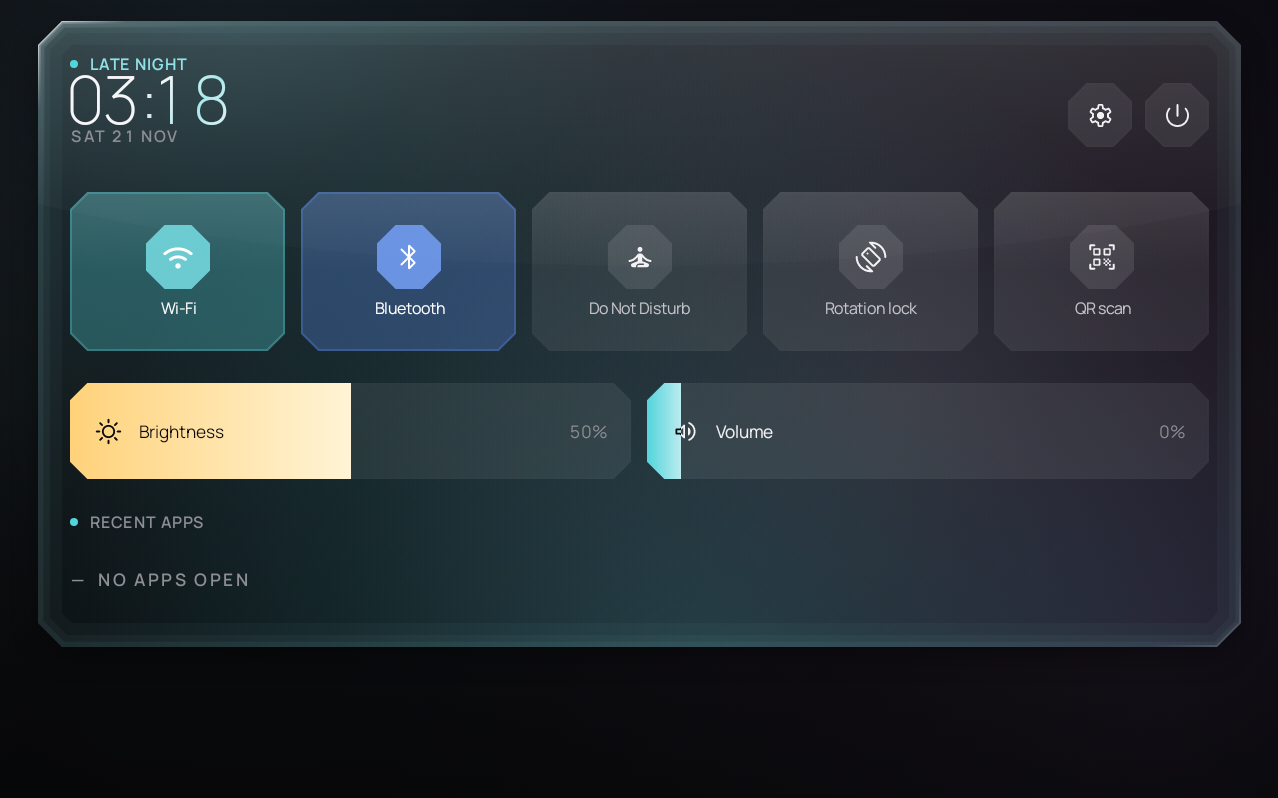 LATE NIGHT
03:18
SAT 21 NOV
Wi-Fi
Bluetooth
Do Not Disturb
Rotation lock
QR scan
Brightness
50%
Volume
0%
RECENT APPS
— NO APPS OPEN